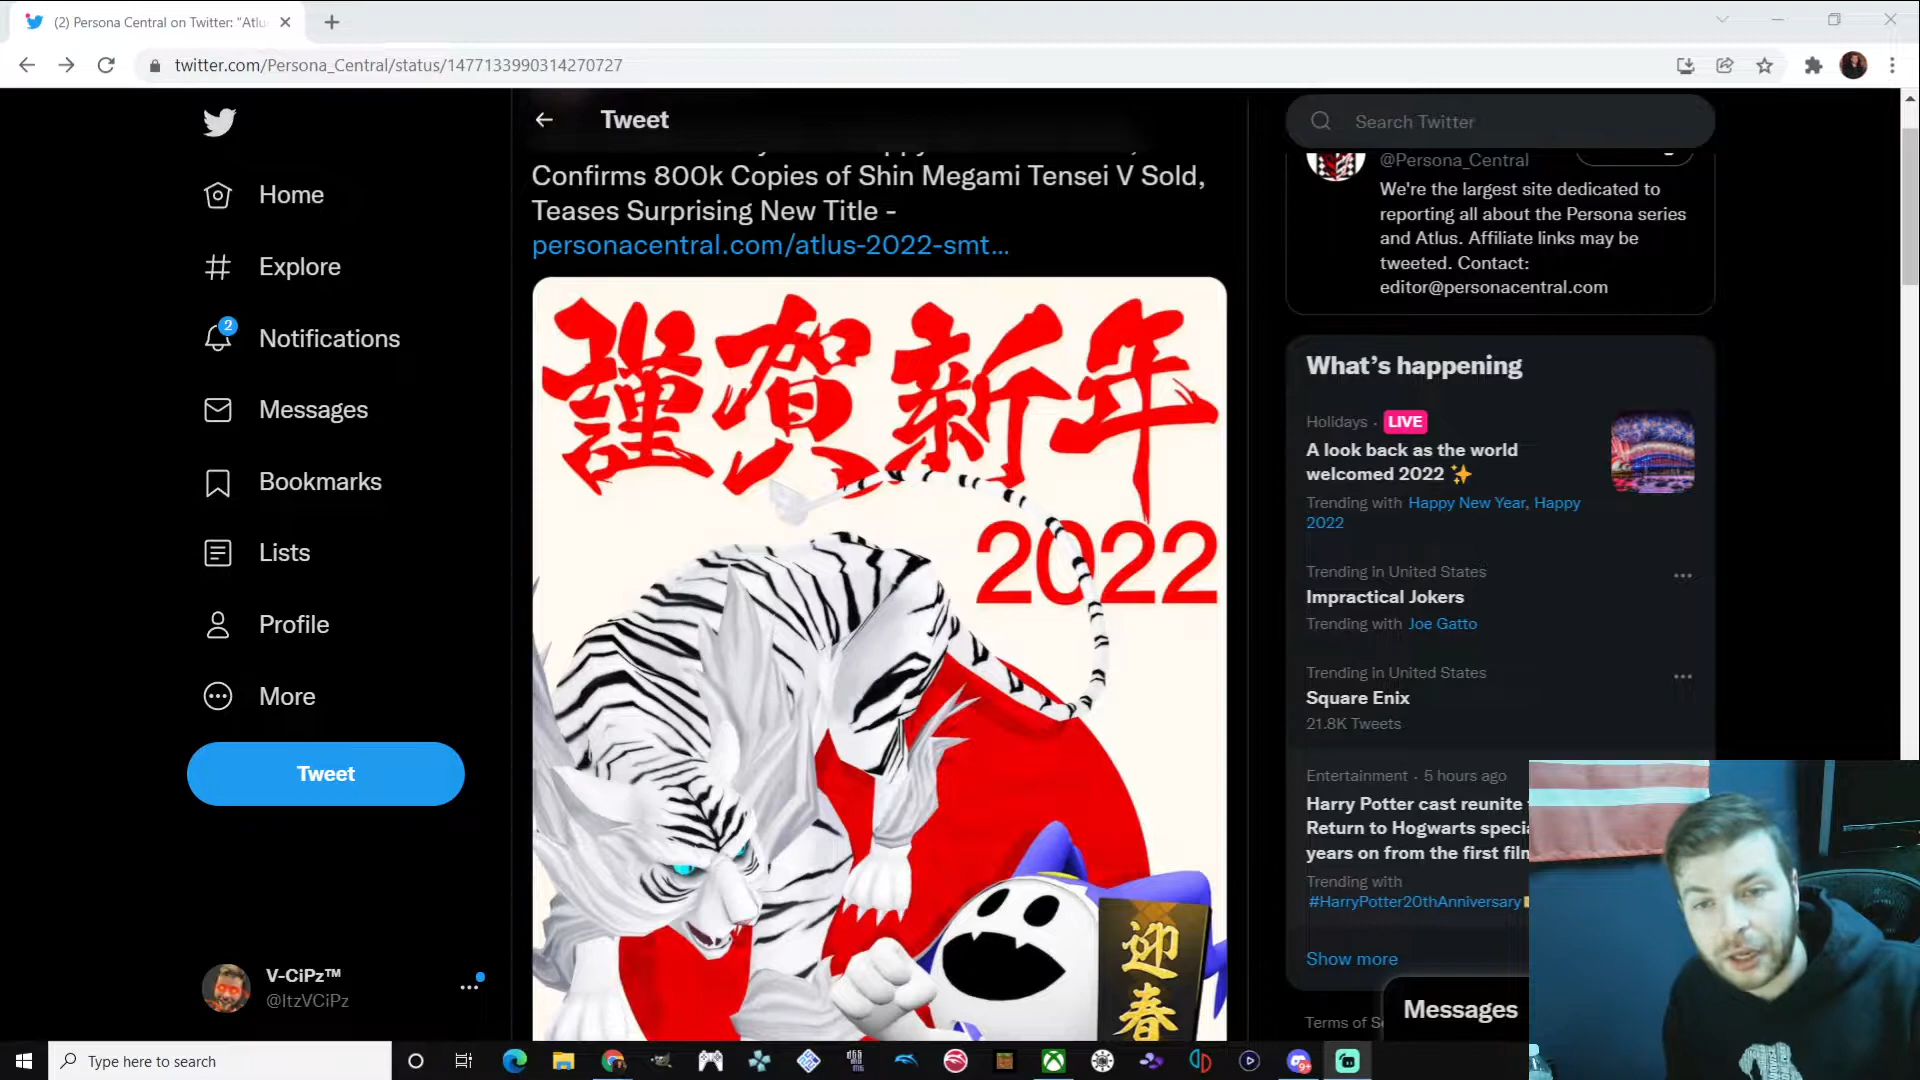 (2) Persona Central on Twitter: "Atlu
twitter.com/Persona_Central/status/1477133990314270727
Home
Explore
2
Notifications
Messages
Bookmarks
Lists
Profile
More
Tweet
V-CiPz™
@ItzVCiPz
Tweet
Confirms 800k Copies of Shin Megami Tensei V Sold,
Teases Surprising New Title -
personacentral.com/atlus-2022-smt...
謹賀新年
2022
迎春
Search Twitter
@Persona_Central
We're the largest site dedicated to
reporting all about the Persona series
and Atlus. Affiliate links may be
tweeted. Contact:
editor@personacentral.com
What's happening
Holidays · LIVE
A look back as the world
welcomed 2022 ✨
Trending with Happy New Year, Happy
2022
Trending in United States
Impractical Jokers
Trending with Joe Gatto
Trending in United States
Square Enix
21.8K Tweets
Entertainment · 5 hours ago
Harry Potter cast reunite
Return to Hogwarts speci
years on from the first film
Trending with
#HarryPotter20thAnniversary
Show more
Terms of
Messages
Type here to search